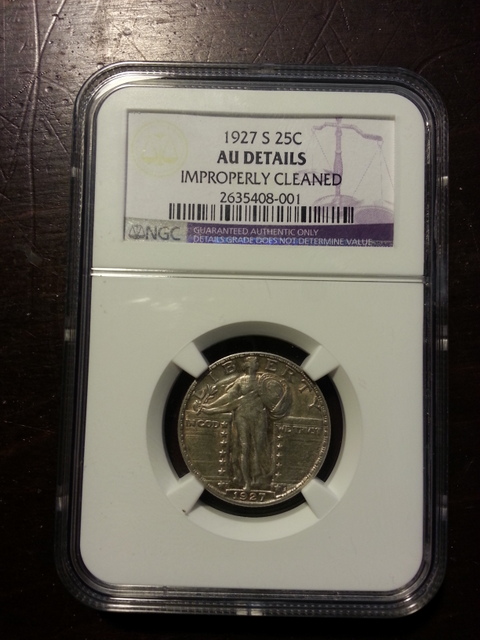 1927 S 25C
AU DETAILS
IMPROPERLY CLEANED
2635408-001
NGC
GUARANTEED AUTHENTIC ONLY
DETAILS GRADE DOES NOT DETERMINE VALUE
LIBERTY
IN GOD WE TRUST
1927